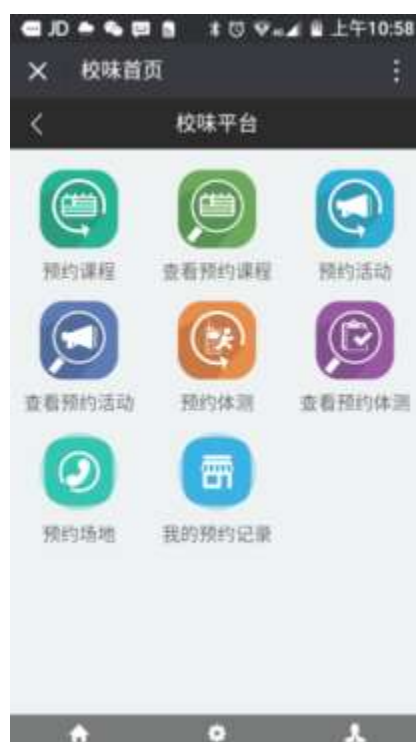 JD 上午10:58
校味首页
校味平台
预约课程 查看预约课程 预约活动
查看预约活动 预约体测 查看预约体测
预约场地 我的预约记录